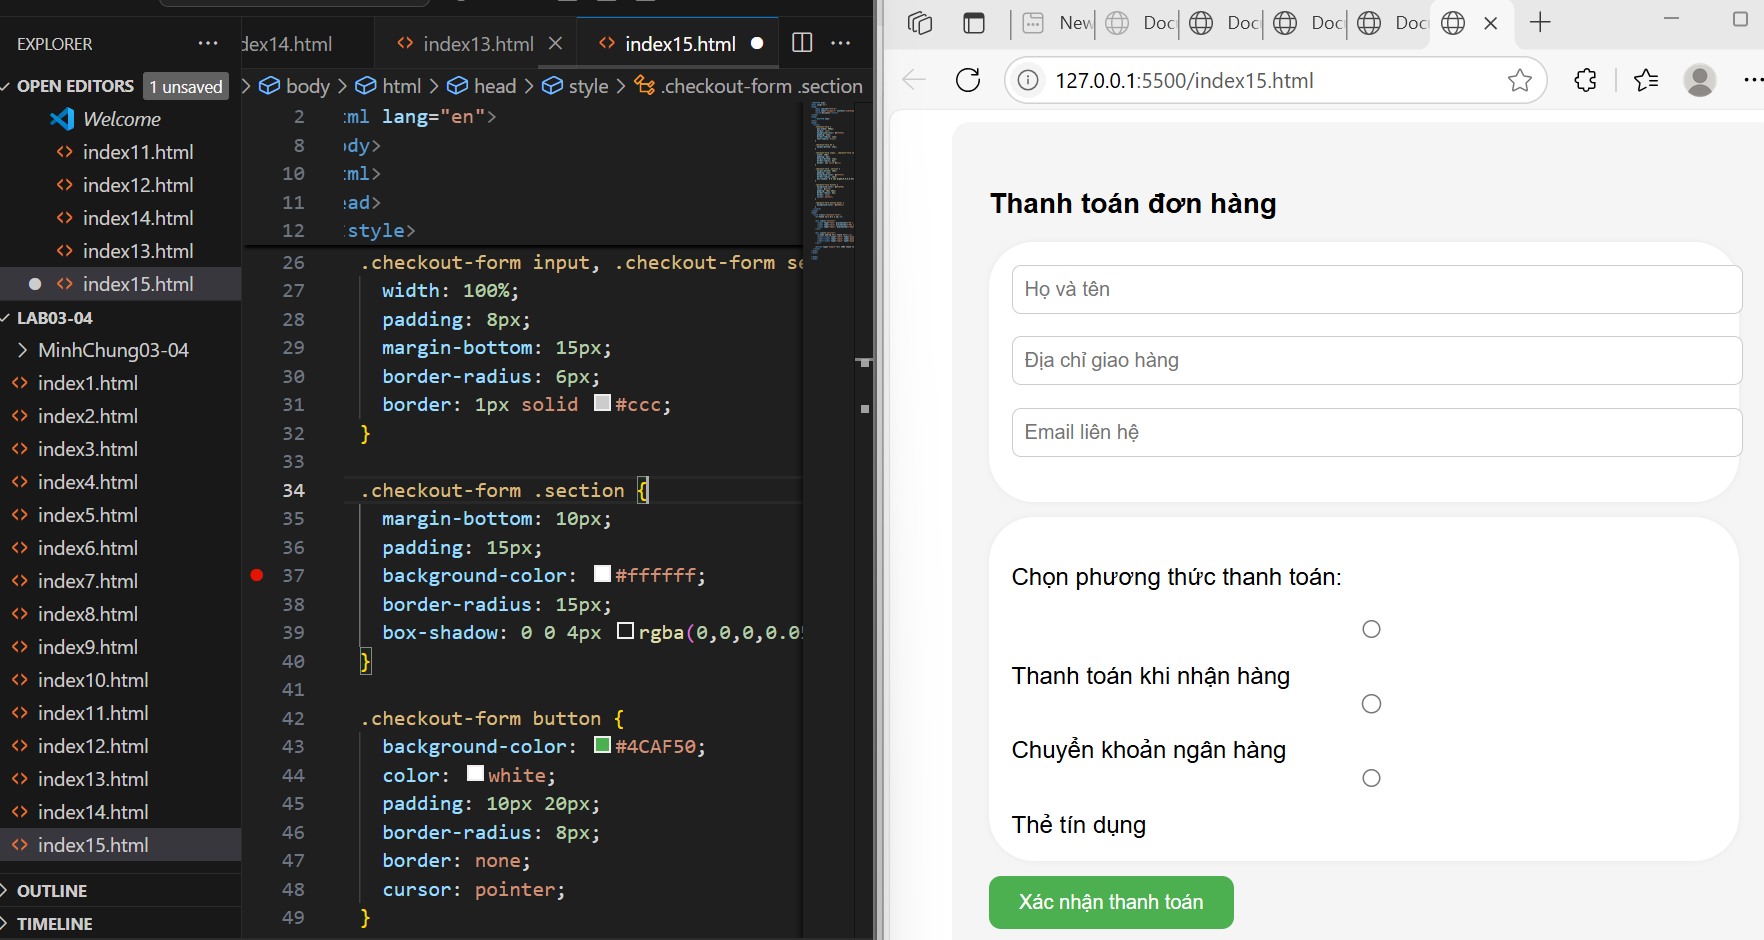 EXPLORER
OPEN EDITORS 1 unsaved
Welcome
index11.html
index12.html
index14.html
index13.html
index15.html
LAB03-04
MinhChung03-04
index1.html
index2.html
index3.html
index4.html
index5.html
index6.html
index7.html
index8.html
index9.html
index10.html
index11.html
index12.html
index13.html
index14.html
index15.html
OUTLINE
TIMELINE
dex14.html index13.html index15.html
body html head style .checkout-form .section
2 ml lang="en">
8 dy>
10 ml>
11 ad>
12 style>
26 .checkout-form input, .checkout-form se
27 width: 100%;
28 padding: 8px;
29 margin-bottom: 15px;
30 border-radius: 6px;
31 border: 1px solid #ccc;
32 }
33
34 .checkout-form .section {
35 margin-bottom: 10px;
36 padding: 15px;
37 background-color: #ffffff;
38 border-radius: 15px;
39 box-shadow: 0 0 4px rgba(0,0,0,0.05
40 }
41
42 .checkout-form button {
43 background-color: #4CAF50;
44 color: white;
45 padding: 10px 20px;
46 border-radius: 8px;
47 border: none;
48 cursor: pointer;
49 }
New Doc Doc Doc Doc
127.0.0.1:5500/index15.html
Thanh toán đơn hàng
Họ và tên
Địa chỉ giao hàng
Email liên hệ
Chọn phương thức thanh toán:
Thanh toán khi nhận hàng
Chuyển khoản ngân hàng
Thẻ tín dụng
Xác nhận thanh toán